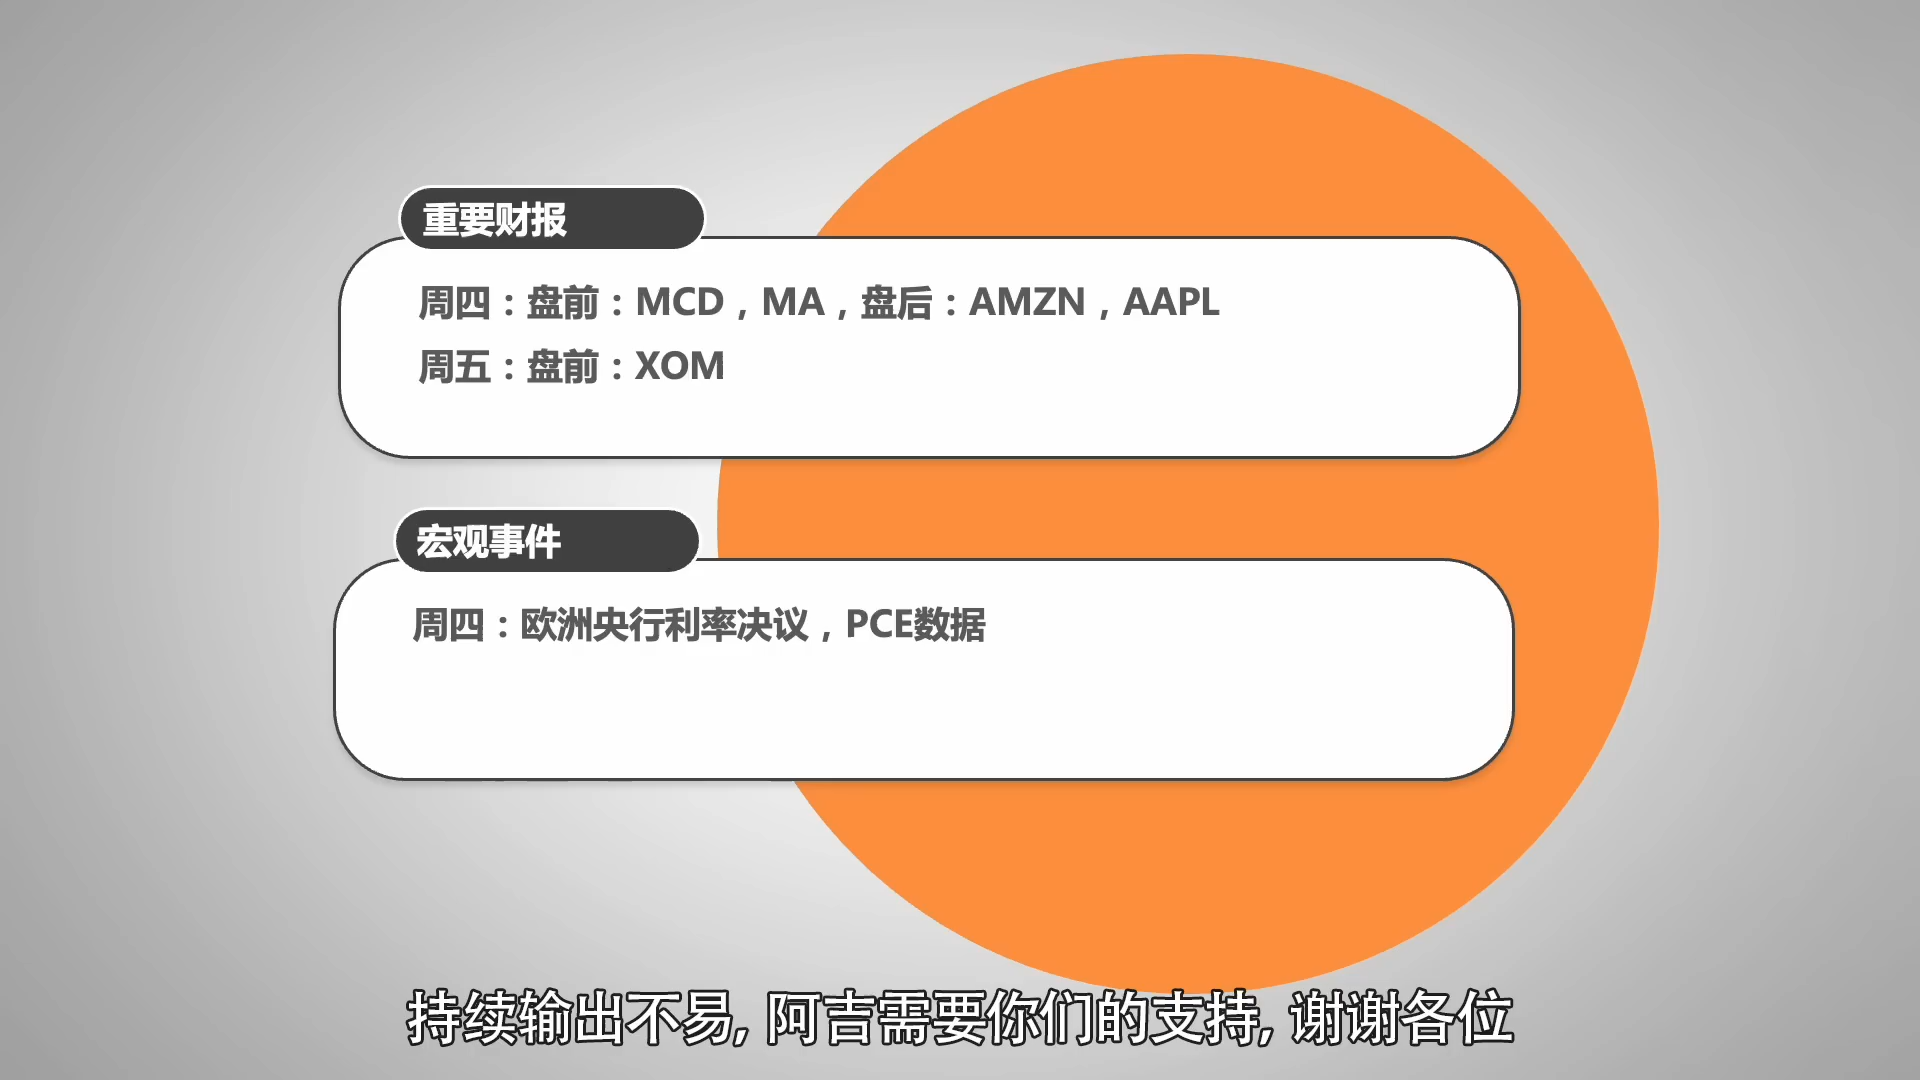 重要财报
周四：盘前：MCD，MA，盘后：AMZN，AAPL
周五：盘前：XOM
宏观事件
周四：欧洲央行利率决议，PCE数据
持续输出不易, 阿吉需要你们的支持, 谢谢各位